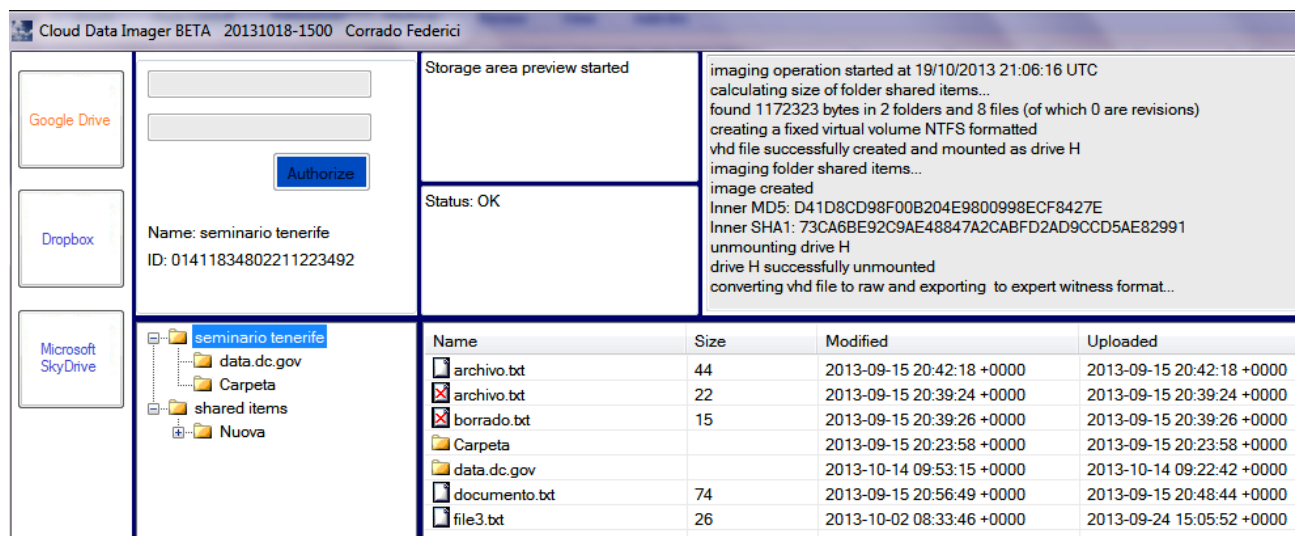 Cloud Data Imager BETA 20131018-1500 Corrado Federici
Google Drive
Dropbox
Microsoft
SkyDrive
Authorize
Name: seminario tenerife
ID: 01411834802211223492
Storage area preview started
Status: OK
imaging operation started at 19/10/2013 21:06:16 UTC
calculating size of folder shared items...
found 1172323 bytes in 2 folders and 8 files (of which 0 are revisions)
creating a fixed virtual volume NTFS formatted
vhd file successfully created and mounted as drive H
imaging folder shared items...
image created
Inner MD5: D41D8CD98F00B204E9800998ECF8427E
Inner SHA1: 73CA6BE92C9AE48847A2CABFD2AD9CCD5AE82991
unmounting drive H
drive H successfully unmounted
converting vhd file to raw and exporting to expert witness format...
seminario tenerife
data.dc.gov
Carpeta
shared items
Nuova
Name Size Modified Uploaded
archivo.txt 44 2013-09-15 20:42:18 +0000 2013-09-15 20:42:18 +0000
archivo.txt 22 2013-09-15 20:39:24 +0000 2013-09-15 20:39:24 +0000
borrado.txt 15 2013-09-15 20:39:26 +0000 2013-09-15 20:39:26 +0000
Carpeta 2013-09-15 20:23:58 +0000 2013-09-15 20:23:58 +0000
data.dc.gov 2013-10-14 09:53:15 +0000 2013-10-14 09:22:42 +0000
documento.txt 74 2013-09-15 20:56:49 +0000 2013-09-15 20:48:44 +0000
file3.txt 26 2013-10-02 08:33:46 +0000 2013-09-24 15:05:52 +0000